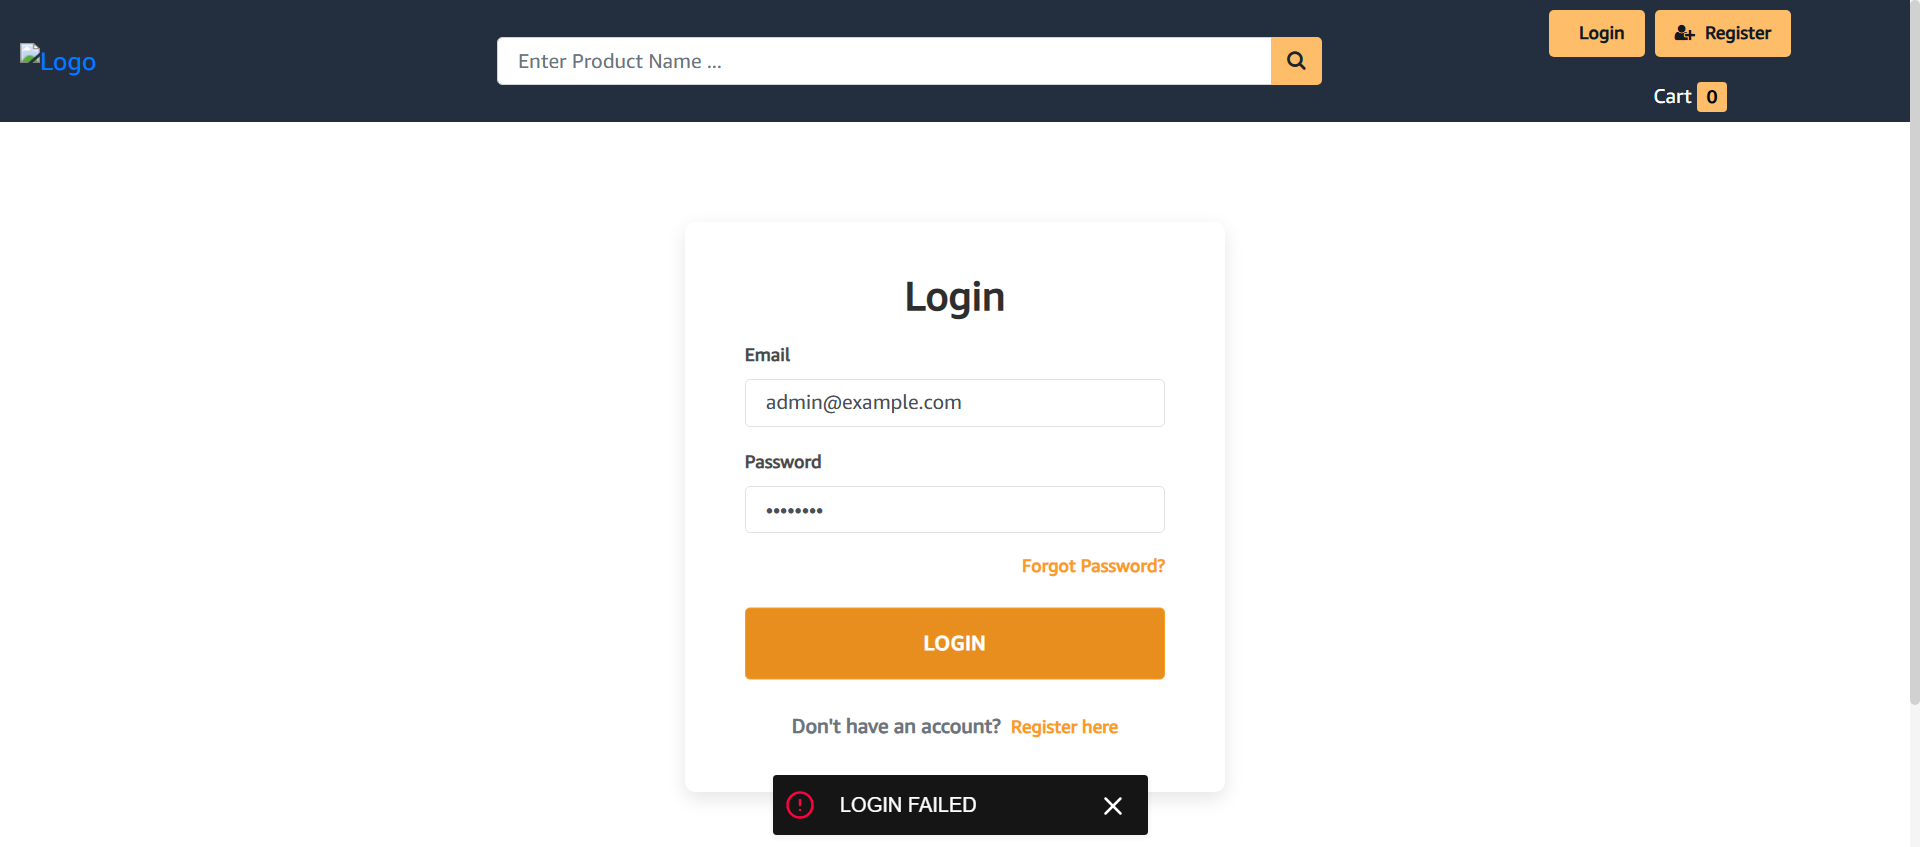 Logo
Enter Product Name ...
Login
Register
Cart 0
Login
Email
admin@example.com
Password
••••••••
Forgot Password?
LOGIN
Don't have an account? Register here
LOGIN FAILED